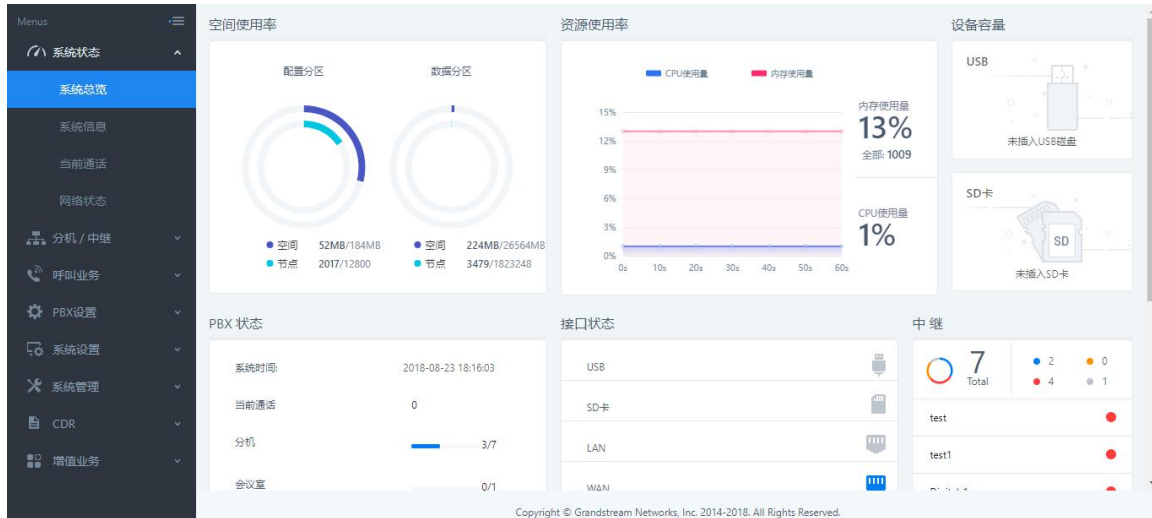 Menus
系统状态
系统总览
系统信息
当前通话
网络状态
分机 / 中继
呼叫业务
PBX设置
系统设置
系统管理
CDR
增值业务
空间使用率
配置分区
数据分区
空间 52MB/184MB
节点 2017/12800
空间 224MB/26564MB
节点 3479/1823248
资源使用率
CPU使用量
内存使用量
15%
12%
9%
6%
3%
0%
0s 10s 20s 30s 40s 50s 60s
内存使用量
13%
全部: 1009
CPU使用量
1%
设备容量
USB
未插入USB磁盘
SD卡
SD
未插入SD卡
PBX 状态
系统时间: 2018-08-23 18:16:03
当前通话 0
分机 3/7
会议室 0/1
接口状态
USB
SD卡
LAN
WAN
中 继
7
Total
2
0
4
1
test
test1
Copyright © Grandstream Networks, Inc. 2014-2018. All Rights Reserved.